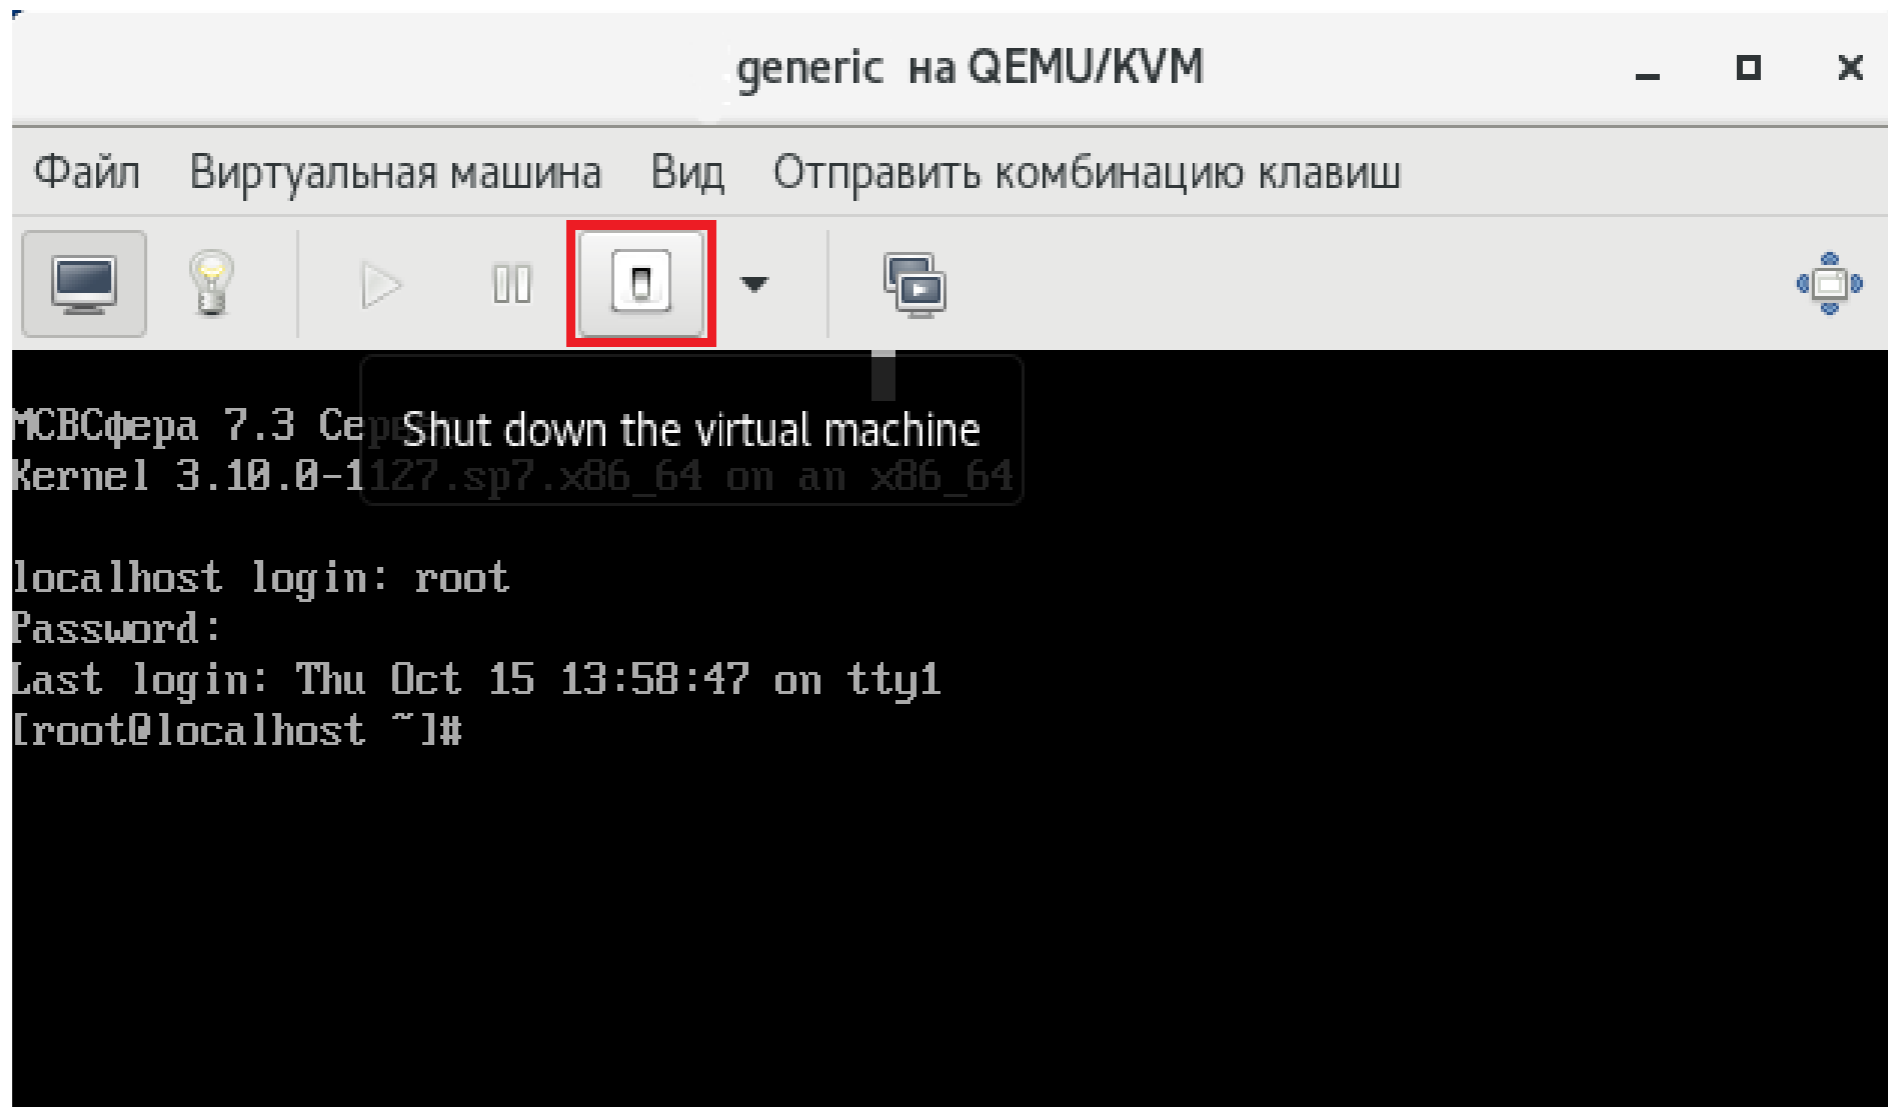 generic на QEMU/KVM
Файл Виртуальная машина Вид Отправить комбинацию клавиш
МСВСфера 7.3 Сервер
Shut down the virtual machine
Kernel 3.10.0-1127.sp7.x86_64 on an x86_64
localhost login: root
Password:
Last login: Thu Oct 15 13:58:47 on tty1
[root@localhost ~]#